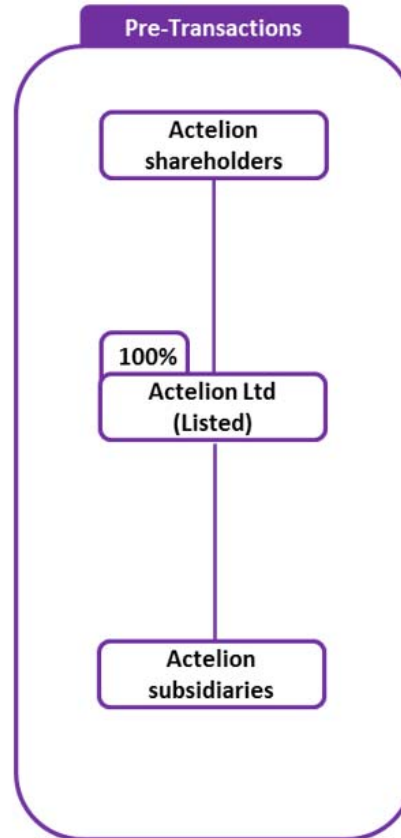 Pre-Transactions
Actelion
shareholders
100%
Actelion Ltd
(Listed)
Actelion
subsidiaries